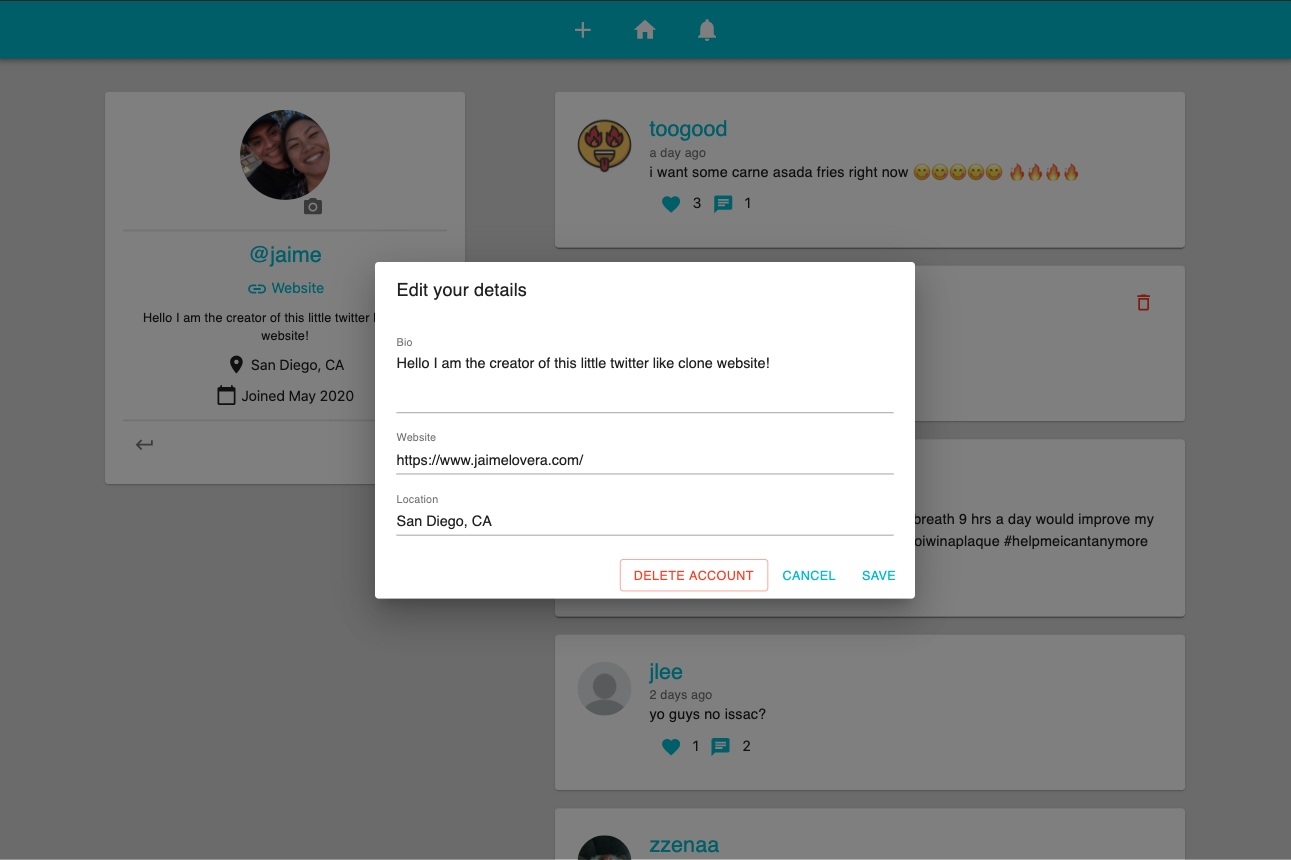 @jaime
Website
Hello I am the creator of this little twitter
website!
San Diego, CA
Joined May 2020
toogood
a day ago
i want some carne asada fries right now 😋😋😋😋😋 🔥🔥🔥🔥
3 1
Edit your details
Bio
Hello I am the creator of this little twitter like clone website!
Website
https://www.jaimelovera.com/
Location
San Diego, CA
DELETE ACCOUNT CANCEL SAVE
breath 9 hrs a day would improve my
oiwinaplaque #helpmeicantanymore
jlee
2 days ago
yo guys no issac?
1 2
zzenaa